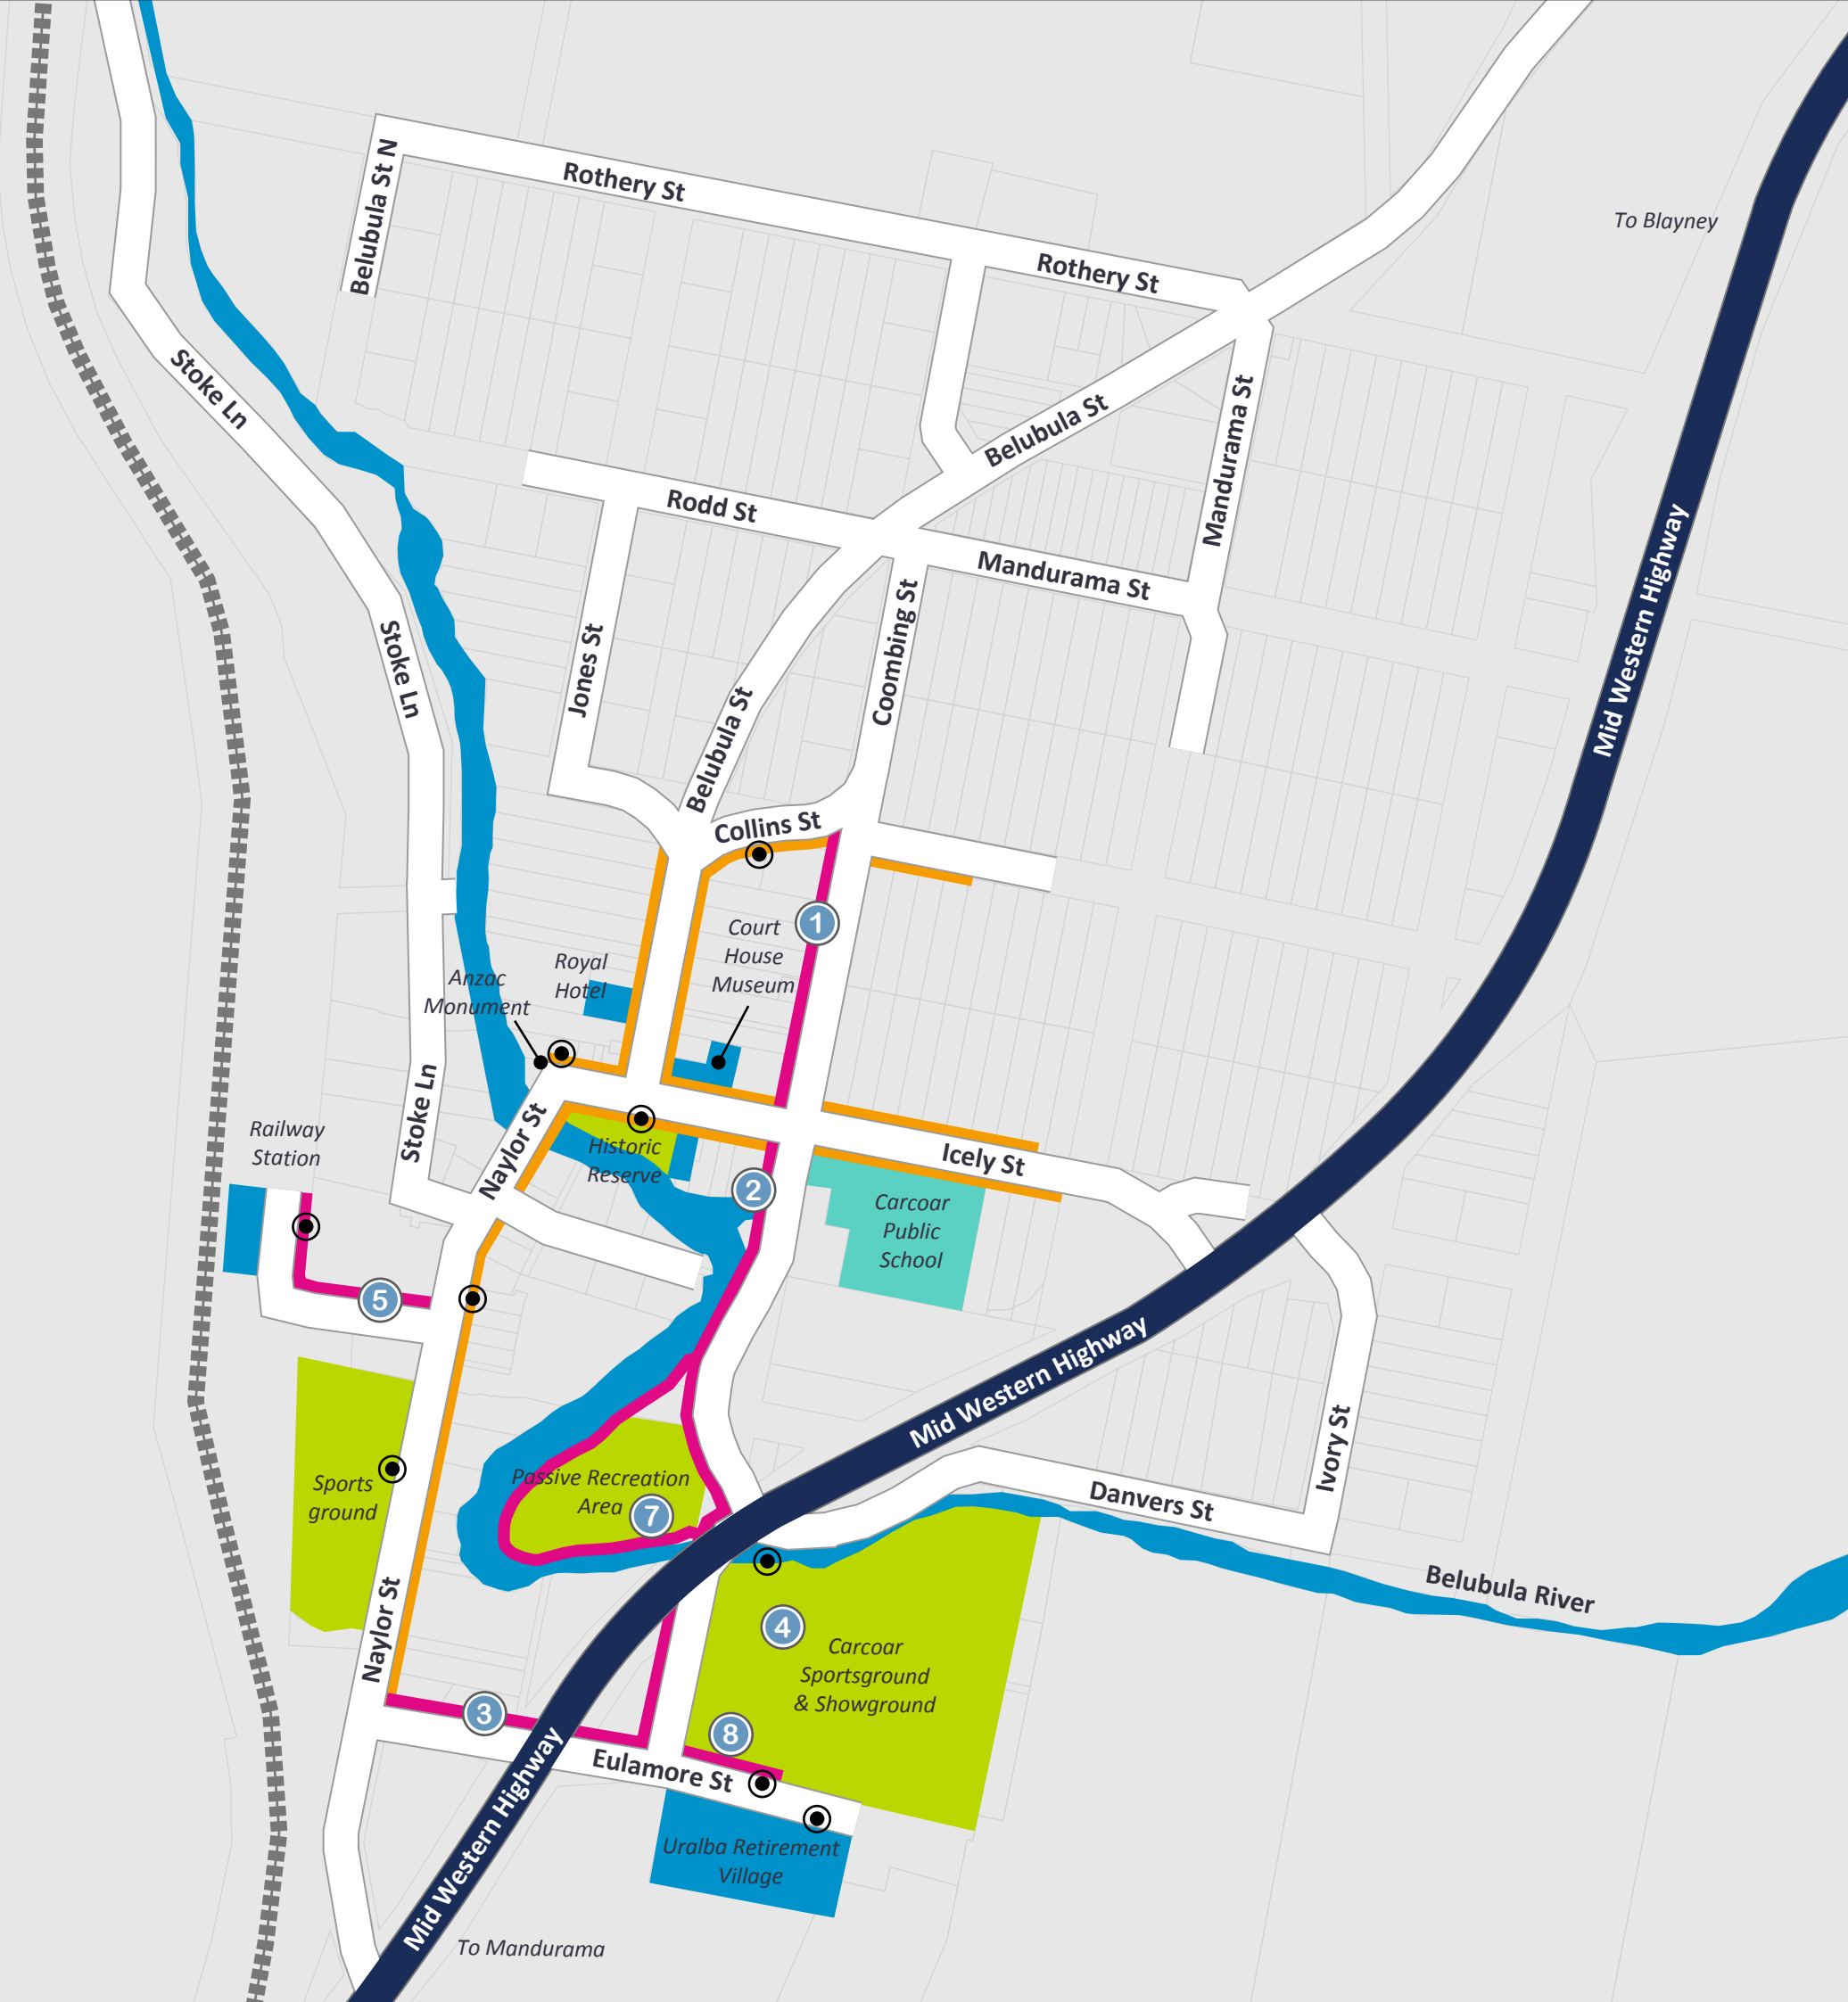 Belubula St N
Rothery St
Rothery St
To Blayney
Stoke Ln
Belubula St
Mandurama St
Rodd St
Mandurama St
Mid Western Highway
Stoke Ln
Jones St
Coombing St
Belubula St
Collins St
1
Court
House
Museum
Royal
Hotel
Anzac
Monument
Stoke Ln
Naylor St
Railway
Station
Historic
Reserve
2
Icely St
Carcoar
Public
School
5
Mid Western Highway
Ivory St
Sports
ground
Passive Recreation
Area
7
Danvers St
Belubula River
Naylor St
4
Carcoar
Sportsground
& Showground
3
8
Eulamore St
Mid Western Highway
Uralba Retirement
Village
To Mandurama